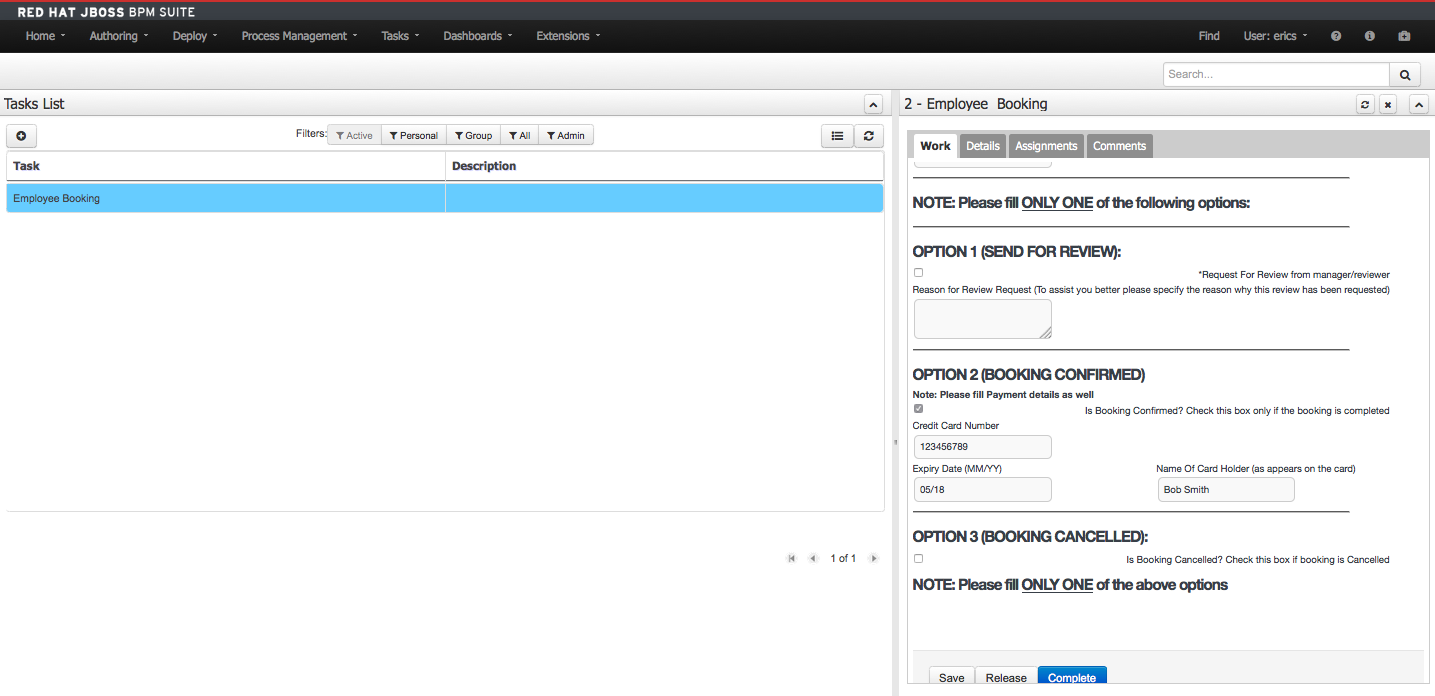 RED HAT JBOSS BPM SUITE
Home Authoring Deploy Process Management Tasks Dashboards Extensions Find User: erics
Search...
Tasks List
Filters: Active Personal Group All Admin
Task Description
Employee Booking
1 of 1
2 - Employee Booking
Work Details Assignments Comments
NOTE: Please fill ONLY ONE of the following options:
OPTION 1 (SEND FOR REVIEW):
*Request For Review from manager/reviewer
Reason for Review Request (To assist you better please specify the reason why this review has been requested)
OPTION 2 (BOOKING CONFIRMED)
Note: Please fill Payment details as well
Is Booking Confirmed? Check this box only if the booking is completed
Credit Card Number
123456789
Expiry Date (MM/YY) Name Of Card Holder (as appears on the card)
05/18 Bob Smith
OPTION 3 (BOOKING CANCELLED):
Is Booking Cancelled? Check this box if booking is Cancelled
NOTE: Please fill ONLY ONE of the above options
Save Release Complete